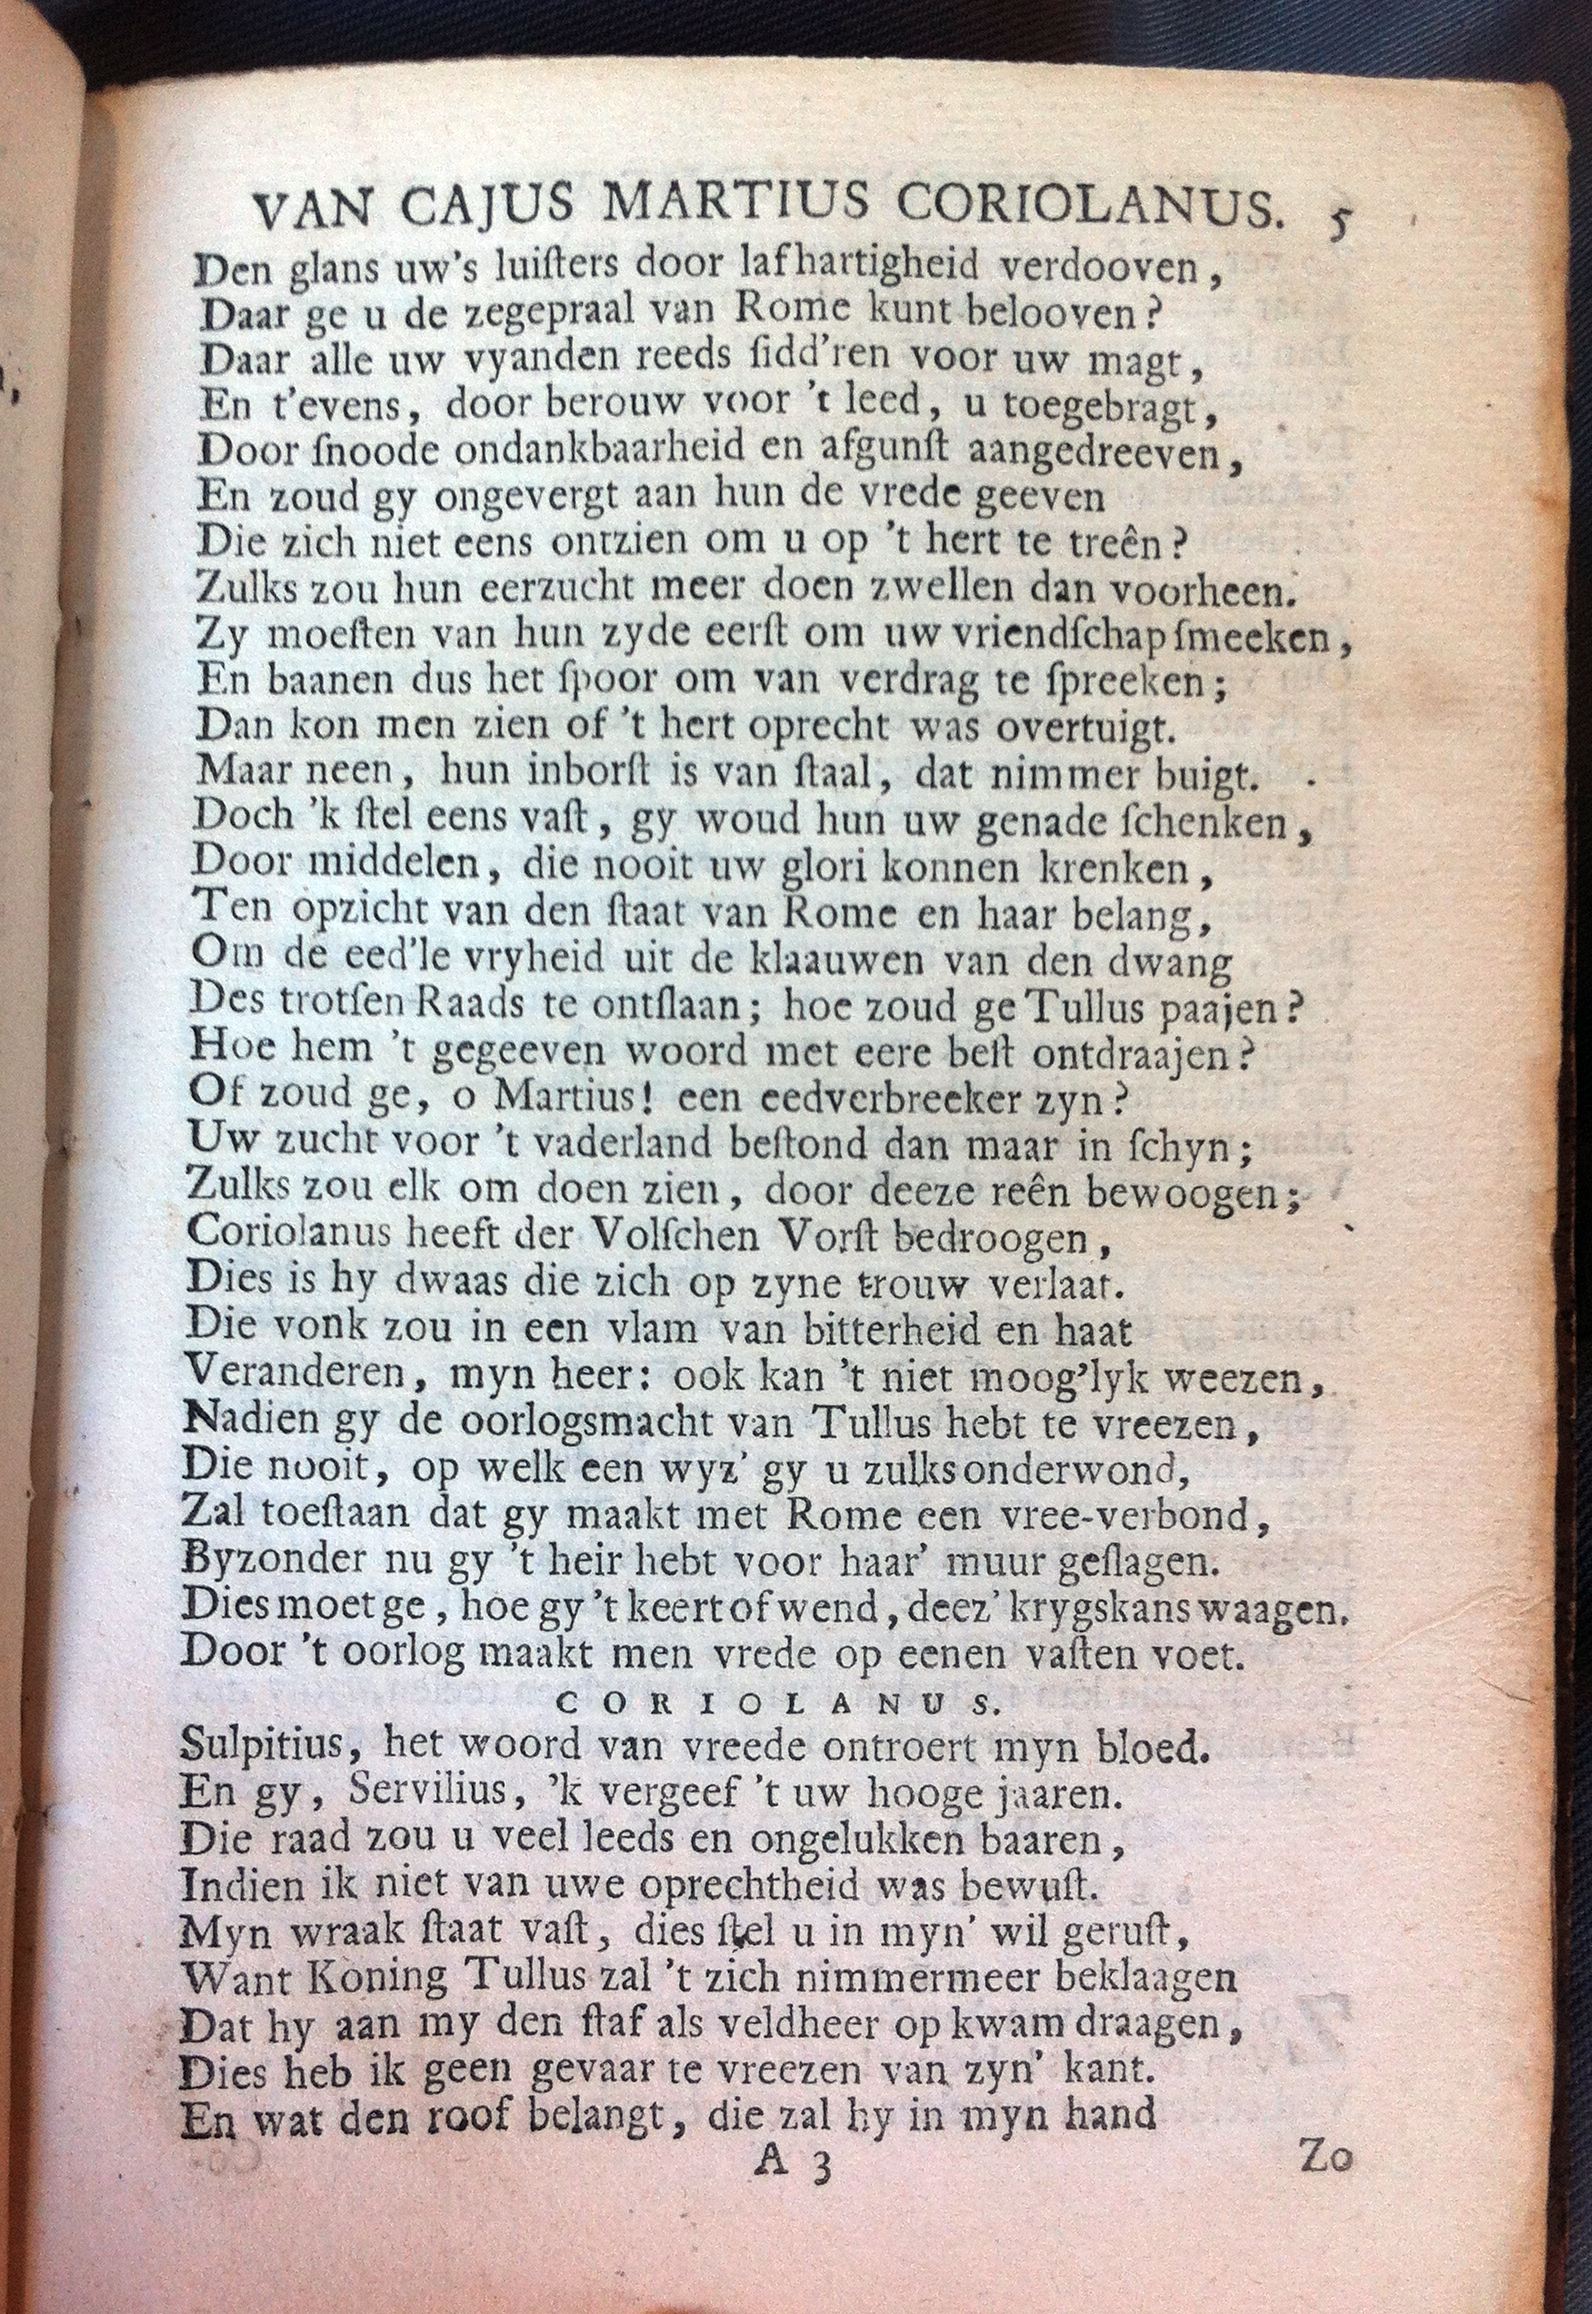 VAN CAJUS MARTIUS CORIOLANUS. 5
Den glans uw's luiſters door lafhartigheid verdooven,
Daar ge u de zegepraal van Rome kunt belooven?
Daar alle uw vyanden reeds ſidd'ren voor uw magt,
En t'evens, door berouw voor 't leed, u toegebragt,
Door ſnoode ondankbaarheid en afgunſt aangedreeven,
En zoud gy ongevergt aan hun de vrede geeven
Die zich niet eens ontzien om u op 't hert te treên?
Zulks zou hun eerzucht meer doen zwellen dan voorheen.
Zy moeſten van hun zyde eerſt om uw vriendſchap ſmeeken,
En baanen dus het ſpoor om van verdrag te ſpreeken;
Dan kon men zien of 't hert oprecht was overtuigt.
Maar neen, hun inborſt is van ſtaal, dat nimmer buigt.
Doch 'k ſtel eens vaſt, gy woud hun uw genade ſchenken,
Door middelen, die nooit uw glori konnen krenken,
Ten opzicht van den ſtaat van Rome en haar belang,
Om de eed'le vryheid uit de klaauwen van den dwang
Des trotſen Raads te ontſlaan; hoe zoud ge Tullus paajen?
Hoe hem 't gegeeven woord met eere beſt ontdraajen?
Of zoud ge, o Martius! een eedverbreeker zyn?
Uw zucht voor 't vaderland beſtond dan maar in ſchyn;
Zulks zou elk om doen zien, door deeze reên bewoogen;
Coriolanus heeft der Volſchen Vorſt bedroogen,
Dies is hy dwaas die zich op zyne trouw verlaat.
Die vonk zou in een vlam van bitterheid en haat
Veranderen, myn heer: ook kan 't niet moog'lyk weezen,
Nadien gy de oorlogsmacht van Tullus hebt te vreezen,
Die nooit, op welk een wyz' gy u zulks onderwond,
Zal toeſtaan dat gy maakt met Rome een vree-verbond,
Byzonder nu gy 't heir hebt voor haar' muur geſlagen.
Dies moet ge, hoe gy 't keert of wend, deez' krygskans waagen.
Door 't oorlog maakt men vrede op eenen vaſten voet.
CORIOLANUS.
Sulpitius, het woord van vreede ontroert myn bloed.
En gy, Servilius, 'k vergeef 't uw hooge jaaren.
Die raad zou u veel leeds en ongelukken baaren,
Indien ik niet van uwe oprechtheid was bewuſt.
Myn wraak ſtaat vaſt, dies ſtel u in myn' wil geruſt,
Want Koning Tullus zal 't zich nimmermeer beklaagen
Dat hy aan my den ſtaf als veldheer op kwam draagen,
Dies heb ik geen gevaar te vreezen van zyn' kant.
En wat den roof belangt, die zal hy in myn hand
A 3 Zo